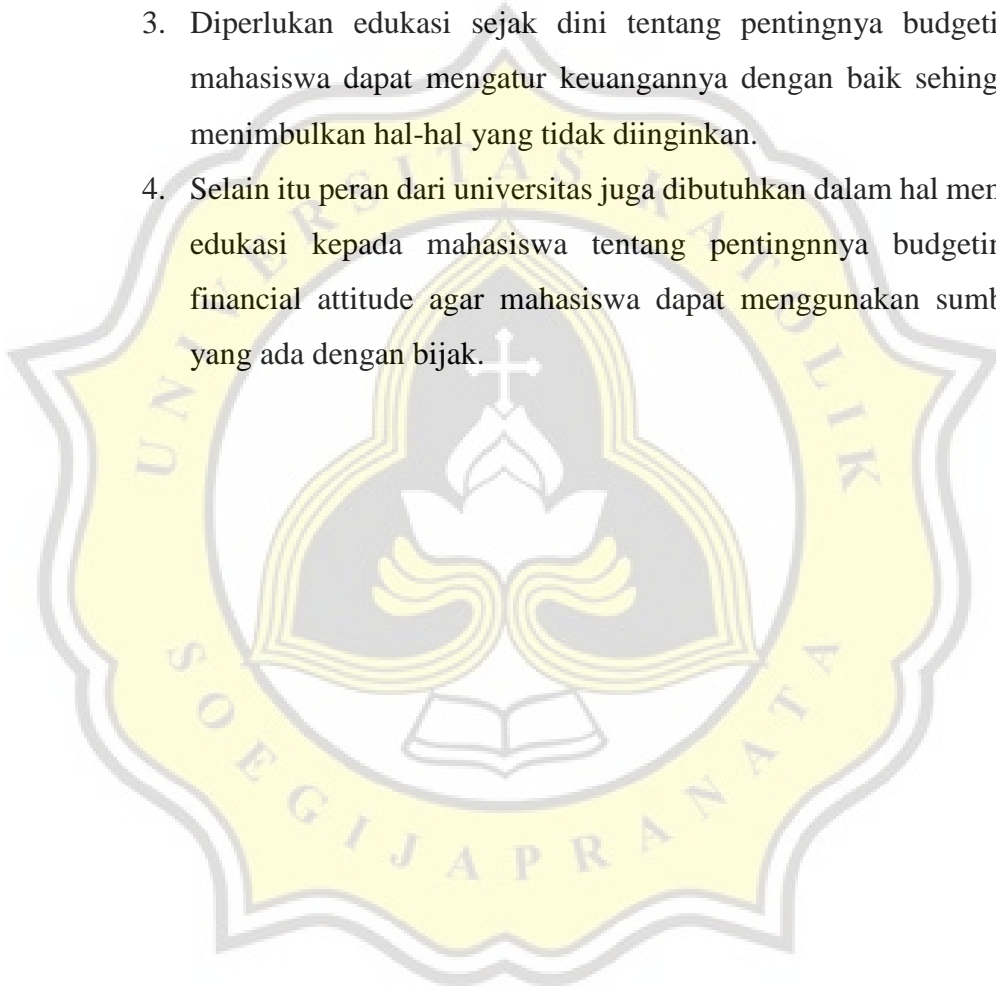 3. Diperlukan edukasi sejak dini tentang pentingnya budgeti
mahasiswa dapat mengatur keuangannya dengan baik sehing
menimbulkan hal-hal yang tidak diinginkan.
4. Selain itu peran dari universitas juga dibutuhkan dalam hal men
edukasi kepada mahasiswa tentang pentingnnya budgetin
financial attitude agar mahasiswa dapat menggunakan sumb
yang ada dengan bijak.
UNIVERSITAS KATOLIK
SOEGIJAPRANATA